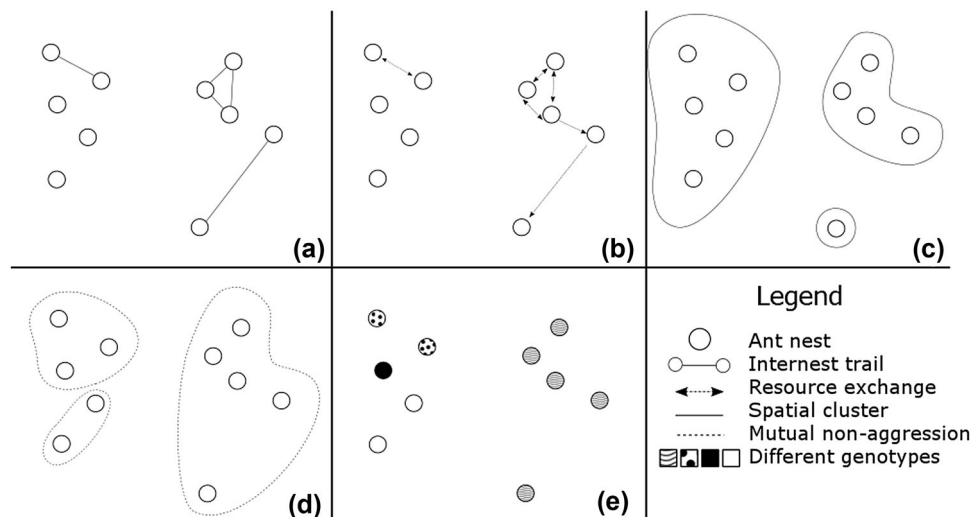 (a)
(b)
(c)
(d)
(e)
Legend
Ant nest
Internest trail
Resource exchange
Spatial cluster
Mutual non-aggression
Different genotypes